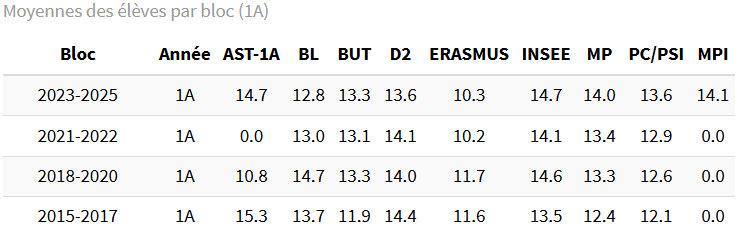 Moyennes des élèves par bloc (1A)
Bloc Année AST-1A BL BUT D2 ERASMUS INSEE MP PC/PSI MPI
2023-2025 1A 14.7 12.8 13.3 13.6 10.3 14.7 14.0 13.6 14.1
2021-2022 1A 0.0 13.0 13.1 14.1 10.2 14.1 13.4 12.9 0.0
2018-2020 1A 10.8 14.7 13.3 14.0 11.7 14.6 13.3 12.6 0.0
2015-2017 1A 15.3 13.7 11.9 14.4 11.6 13.5 12.4 12.1 0.0